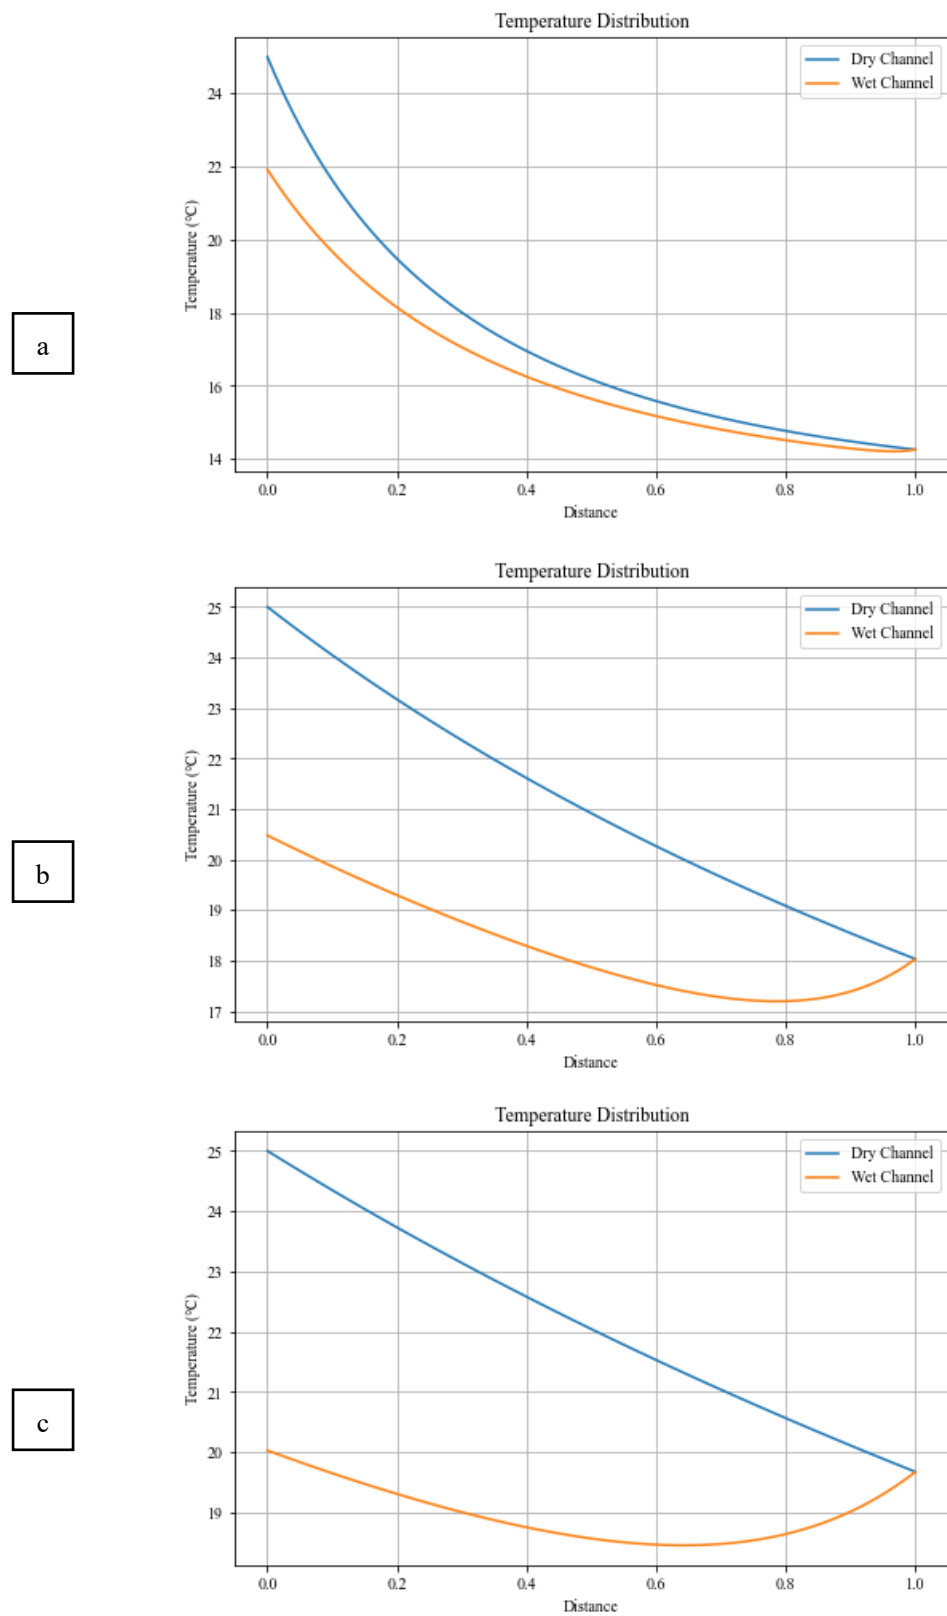 Temperature Distribution
Dry Channel
Wet Channel
24
22
20
18
16
14
Temperature (°C)
0.0 0.2 0.4 0.6 0.8 1.0
Distance
a
Temperature Distribution
Dry Channel
Wet Channel
25
24
23
22
21
20
19
18
17
Temperature (°C)
0.0 0.2 0.4 0.6 0.8 1.0
Distance
b
Temperature Distribution
Dry Channel
Wet Channel
25
24
23
22
21
20
19
Temperature (°C)
0.0 0.2 0.4 0.6 0.8 1.0
Distance
c